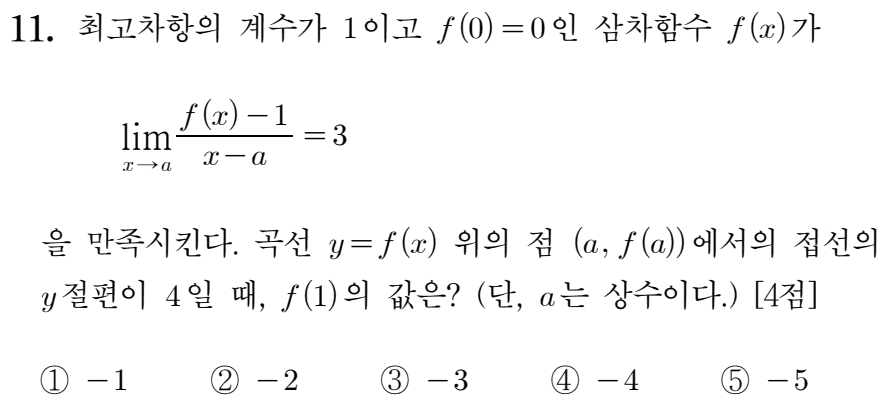 11. 최고차항의 계수가 1이고 f(0)=0인 삼차함수 f(x)가
lim_{x→a} \frac{f(x)-1}{x-a} = 3
을 만족시킨다. 곡선 y=f(x) 위의 점 (a, f(a))에서의 접선의
y절편이 4일 때, f(1)의 값은? (단, a는 상수이다.) [4점]
① -1 ② -2 ③ -3 ④ -4 ⑤ -5